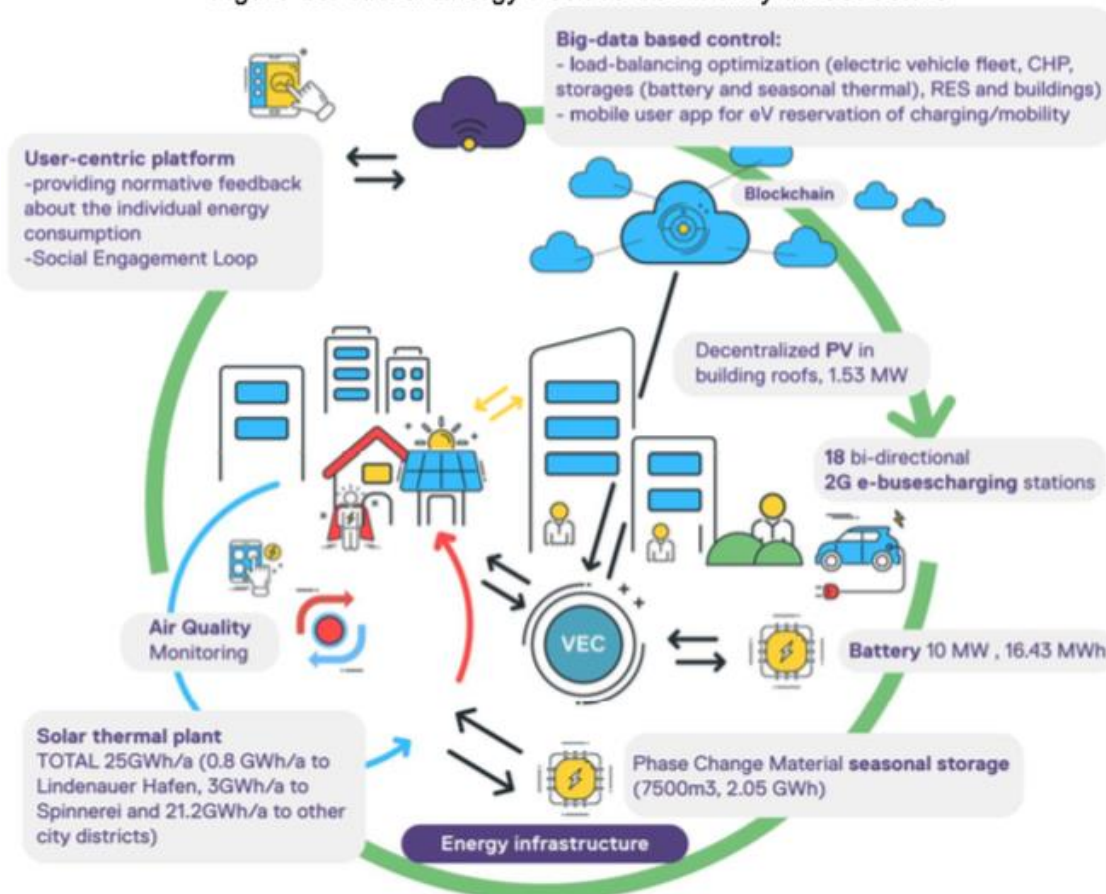 Big-data based control:
- load-balancing optimization (electric vehicle fleet, CHP,
storages (battery and seasonal thermal), RES and buildings)
- mobile user app for eV reservation of charging/mobility
User-centric platform
-providing normative feedback
about the individual energy
consumption
-Social Engagement Loop
Blockchain
Decentralized PV in
building roofs, 1.53 MW
18 bi-directional
2G e-busescharging stations
Air Quality
Monitoring
VEC
Battery 10 MW , 16.43 MWh
Solar thermal plant
TOTAL 25GWh/a (0.8 GWh/a to
Lindenauer Hafen, 3GWh/a to
Spinnerei and 21.2GWh/a to other
city districts)
Phase Change Material seasonal storage
(7500m3, 2.05 GWh)
Energy infrastructure